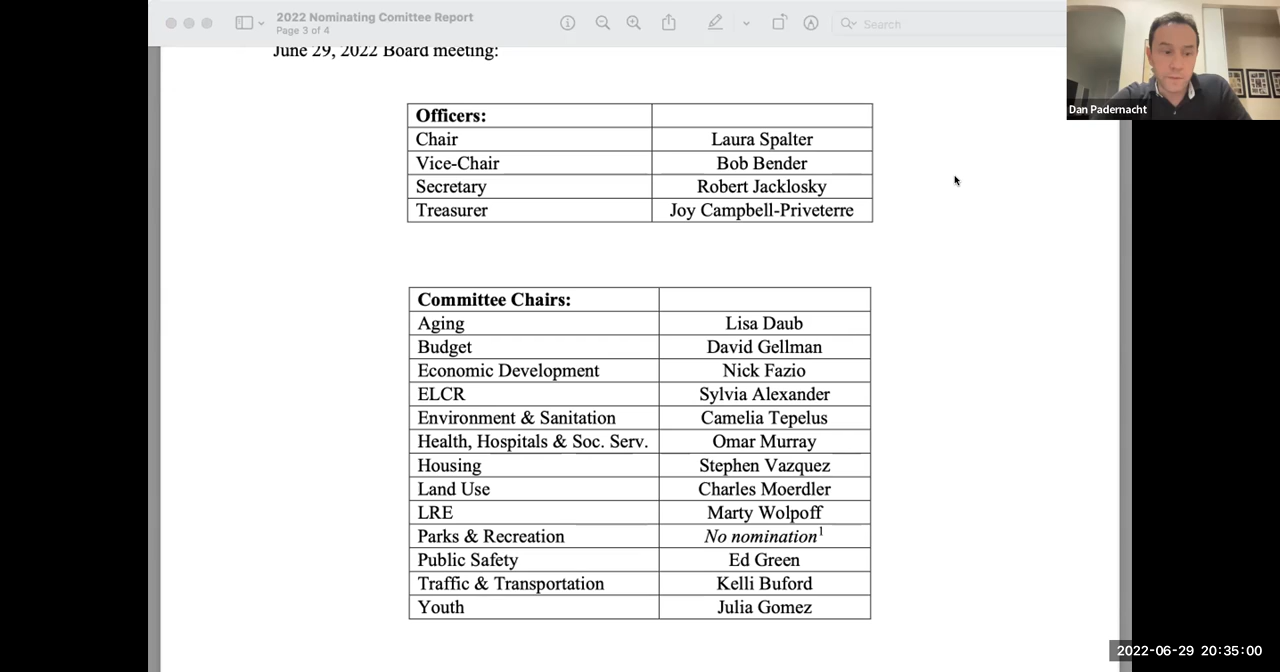 2022 Nominating Comittee Report
Page 3 of 4
Search
June 29, 2022 Board meeting:
Dan Padernacht
Officers:
Chair Laura Spalter
Vice-Chair Bob Bender
Secretary Robert Jacklosky
Treasurer Joy Campbell-Priveterre
Committee Chairs:
Aging Lisa Daub
Budget David Gellman
Economic Development Nick Fazio
ELCR Sylvia Alexander
Environment & Sanitation Camelia Tepelus
Health, Hospitals & Soc. Serv. Omar Murray
Housing Stephen Vazquez
Land Use Charles Moerdler
LRE Marty Wolpoff
Parks & Recreation No nomination1
Public Safety Ed Green
Traffic & Transportation Kelli Buford
Youth Julia Gomez
2022-06-29 20:35:00